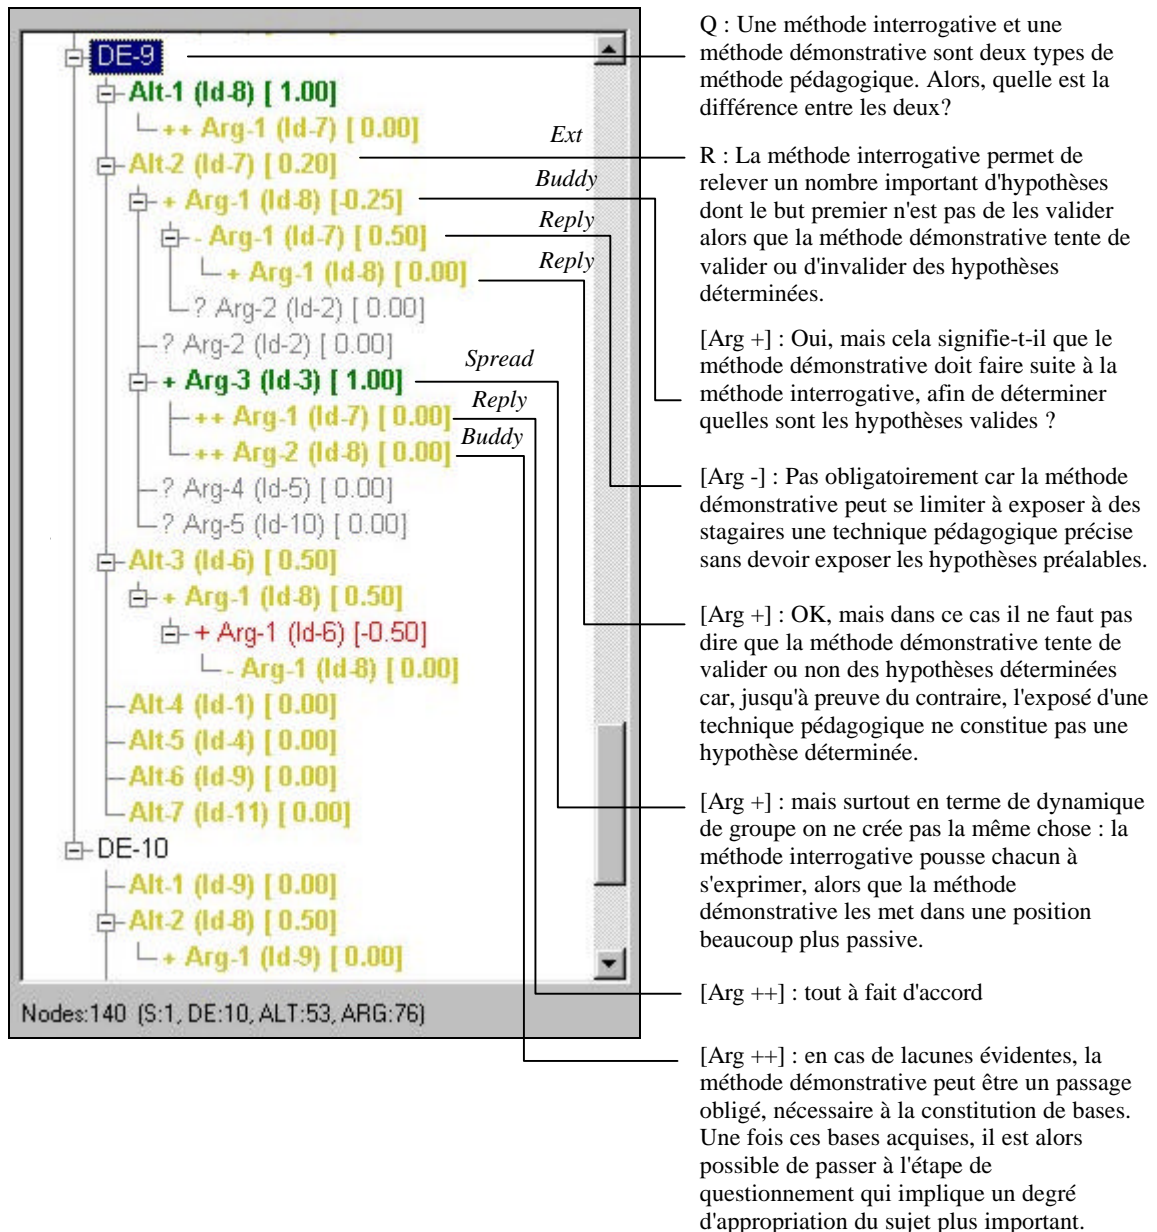 DE-9
Alt-1 (Id-8) [ 1.00]
++ Arg-1 (Id-7) [ 0.00]
Alt-2 (Id-7) [ 0.20]
+ Arg-1 (Id-8) [-0.25]
- Arg-1 (Id-7) [ 0.50]
+ Arg-1 (Id-8) [ 0.00]
? Arg-2 (Id-2) [ 0.00]
? Arg-2 (Id-2) [ 0.00]
+ Arg-3 (Id-3) [ 1.00]
++ Arg-1 (Id-7) [ 0.00]
++ Arg-2 (Id-8) [ 0.00]
? Arg-4 (Id-5) [ 0.00]
? Arg-5 (Id-10) [ 0.00]
Alt-3 (Id-6) [ 0.50]
+ Arg-1 (Id-8) [ 0.50]
+ Arg-1 (Id-6) [-0.50]
- Arg-1 (Id-8) [ 0.00]
Alt-4 (Id-1) [ 0.00]
Alt-5 (Id-4) [ 0.00]
Alt-6 (Id-9) [ 0.00]
Alt-7 (Id-11) [ 0.00]
DE-10
Alt-1 (Id-9) [ 0.00]
Alt-2 (Id-8) [ 0.50]
+ Arg-1 (Id-9) [ 0.00]
Nodes:140 (S:1, DE:10, ALT:53, ARG:76)
Ext
Buddy
Reply
Reply
Spread
Reply
Buddy
Q : Une méthode interrogative et une
méthode démonstrative sont deux types de
méthode pédagogique. Alors, quelle est la
différence entre les deux?
R : La méthode interrogative permet de
relever un nombre important d'hypothèses
dont le but premier n'est pas de les valider
alors que la méthode démonstrative tente de
valider ou d'invalider des hypothèses
déterminées.
[Arg +] : Oui, mais cela signifie-t-il que le
méthode démonstrative doit faire suite à la
méthode interrogative, afin de déterminer
quelles sont les hypothèses valides ?
[Arg -] : Pas obligatoirement car la méthode
démonstrative peut se limiter à exposer à des
stagaires une technique pédagogique précise
sans devoir exposer les hypothèses préalables.
[Arg +] : OK, mais dans ce cas il ne faut pas
dire que la méthode démonstrative tente de
valider ou non des hypothèses déterminées
car, jusqu'à preuve du contraire, l'exposé d'une
technique pédagogique ne constitue pas une
hypothèse déterminée.
[Arg +] : mais surtout en terme de dynamique
de groupe on ne crée pas la même chose : la
méthode interrogative pousse chacun à
s'exprimer, alors que la méthode
démonstrative les met dans une position
beaucoup plus passive.
[Arg ++] : tout à fait d'accord
[Arg ++] : en cas de lacunes évidentes, la
méthode démonstrative peut être un passage
obligé, nécessaire à la constitution de bases.
Une fois ces bases acquises, il est alors
possible de passer à l'étape de
questionnement qui implique un degré
d'appropriation du sujet plus important.